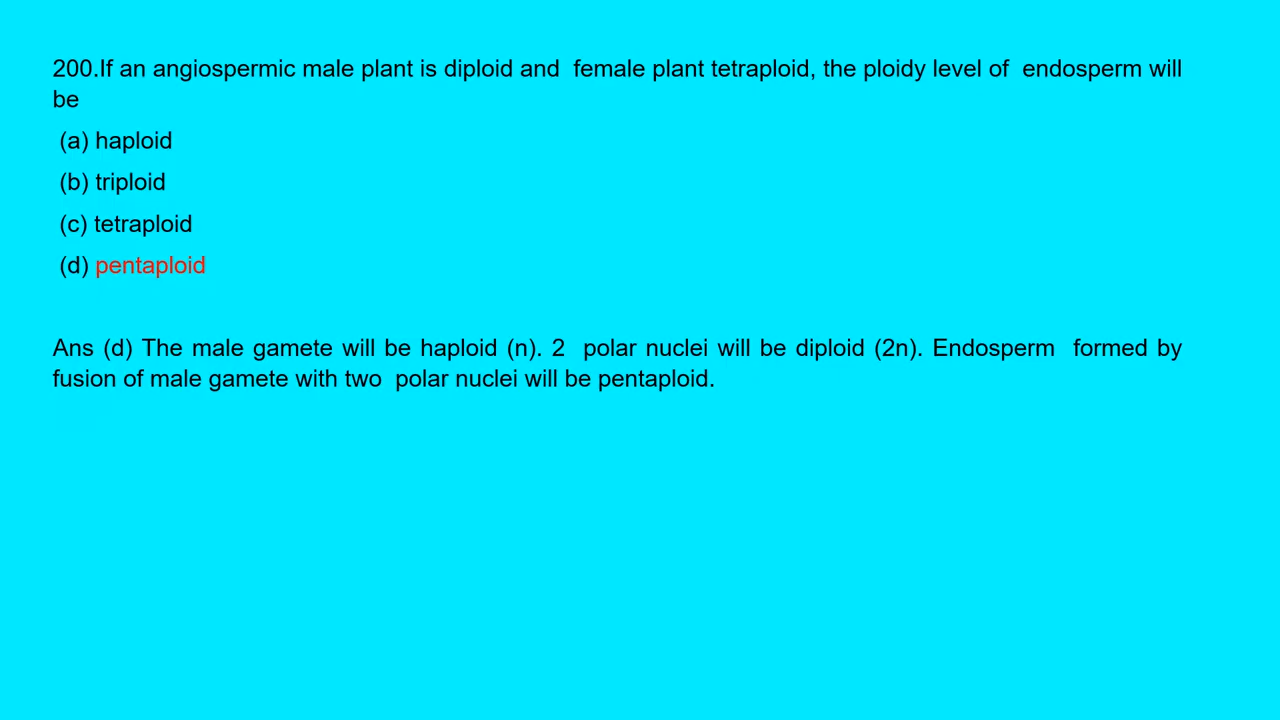 200.If an angiospermic male plant is diploid and female plant tetraploid, the ploidy level of endosperm will
be
(a) haploid
(b) triploid
(c) tetraploid
(d) pentaploid
Ans (d) The male gamete will be haploid (n). 2 polar nuclei will be diploid (2n). Endosperm formed by
fusion of male gamete with two polar nuclei will be pentaploid.